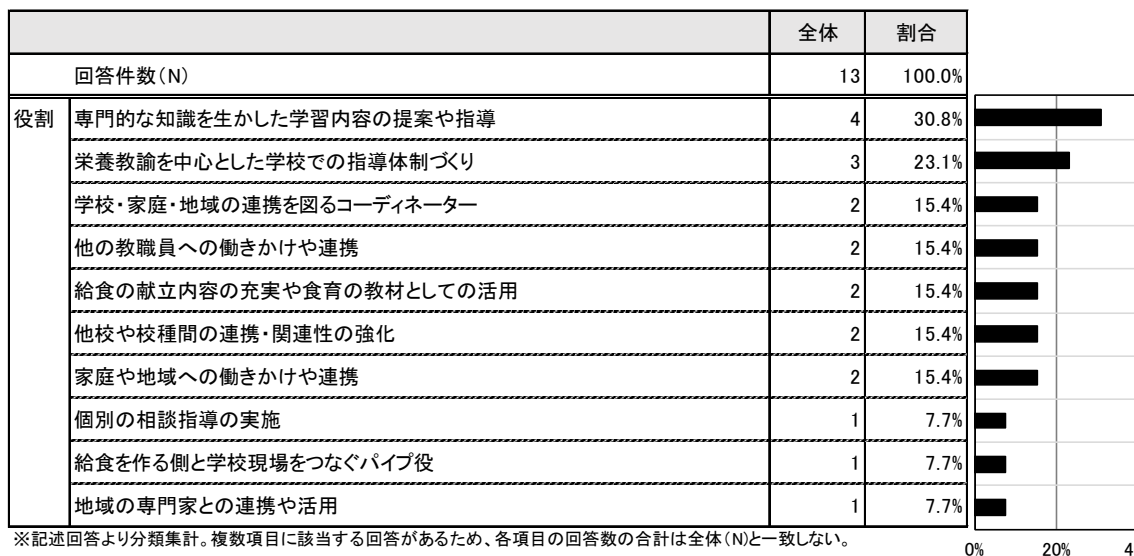 全体 割合
回答件数(N) 13 100.0%
役割 専門的な知識を生かした学習内容の提案や指導 4 30.8%
栄養教諭を中心とした学校での指導体制づくり 3 23.1%
学校・家庭・地域の連携を図るコーディネーター 2 15.4%
他の教職員への働きかけや連携 2 15.4%
給食の献立内容の充実や食育の教材としての活用 2 15.4%
他校や校種間の連携・関連性の強化 2 15.4%
家庭や地域への働きかけや連携 2 15.4%
個別の相談指導の実施 1 7.7%
給食を作る側と学校現場をつなぐパイプ役 1 7.7%
地域の専門家との連携や活用 1 7.7%
※記述回答より分類集計。複数項目に該当する回答があるため、各項目の回答数の合計は全体(N)と一致しない。
0% 20% 4